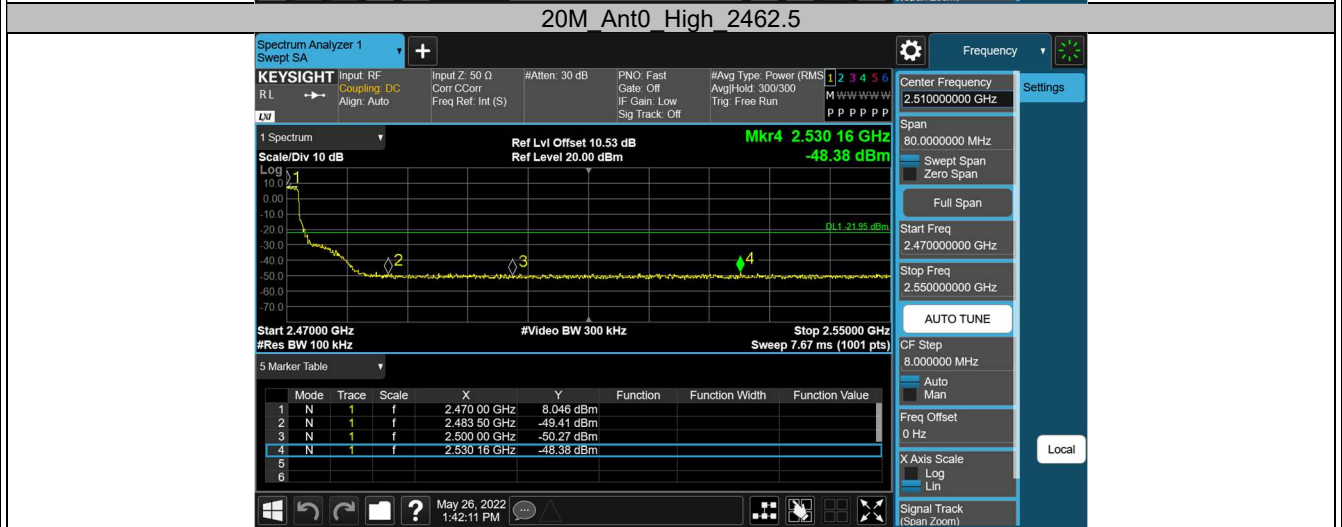 (Span Zoom)
20M_Ant0_High_2462.5
Spectrum Analyzer 1
Swept SA
+
Frequency
KEYSIGHT
RL
LXI
Input: RF
Coupling: DC
Align: Auto
Input Z: 50 Ω
Corr CCorr
Freq Ref: Int (S)
#Atten: 30 dB
PNO: Fast
Gate: Off
IF Gain: Low
Sig Track: Off
#Avg Type: Power (RMS
Avg|Hold: 300/300
Trig: Free Run
1 2 3 4 5 6
M W W W W W
P P P P P P
1 Spectrum
Scale/Div 10 dB
Log
Ref Lvl Offset 10.53 dB
Ref Level 20.00 dBm
Mkr4 2.530 16 GHz
-48.38 dBm
10.0
0.00
-10.0
-20.0
-30.0
-40.0
-50.0
-60.0
-70.0
1
2
3
4
DL1 -21.95 dBm
Start 2.47000 GHz
#Res BW 100 kHz
#Video BW 300 kHz
Stop 2.55000 GHz
Sweep 7.67 ms (1001 pts)
5 Marker Table
Mode Trace Scale X Y Function Function Width Function Value
1 N 1 f 2.470 00 GHz 8.046 dBm
2 N 1 f 2.483 50 GHz -49.41 dBm
3 N 1 f 2.500 00 GHz -50.27 dBm
4 N 1 f 2.530 16 GHz -48.38 dBm
5
6
?
May 26, 2022
1:42:11 PM
Center Frequency
2.510000000 GHz
Settings
Span
80.0000000 MHz
Swept Span
Zero Span
Full Span
Start Freq
2.470000000 GHz
Stop Freq
2.550000000 GHz
AUTO TUNE
CF Step
8.000000 MHz
Auto
Man
Freq Offset
0 Hz
X Axis Scale
Log
Lin
Local
Signal Track
(Span Zoom)